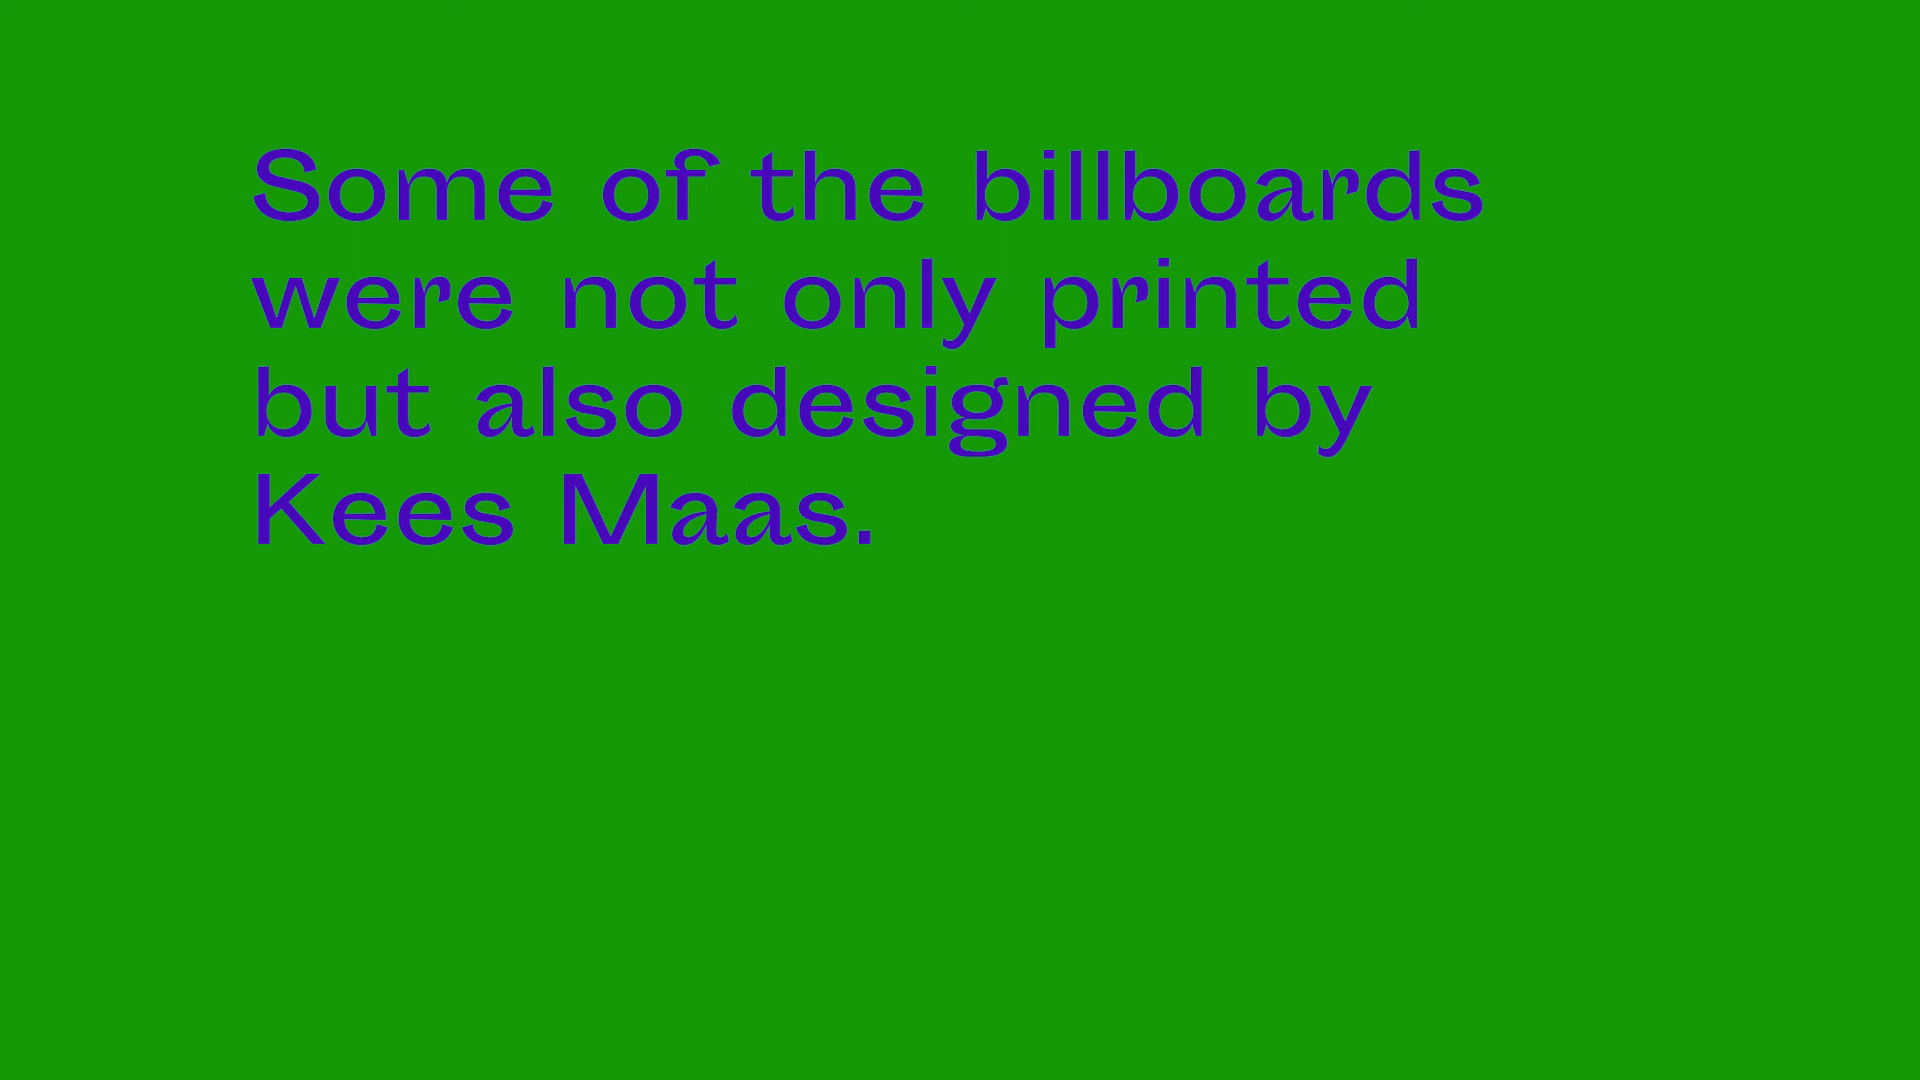 Some of the billboards
were not only printed
but also designed by
Kees Maas.